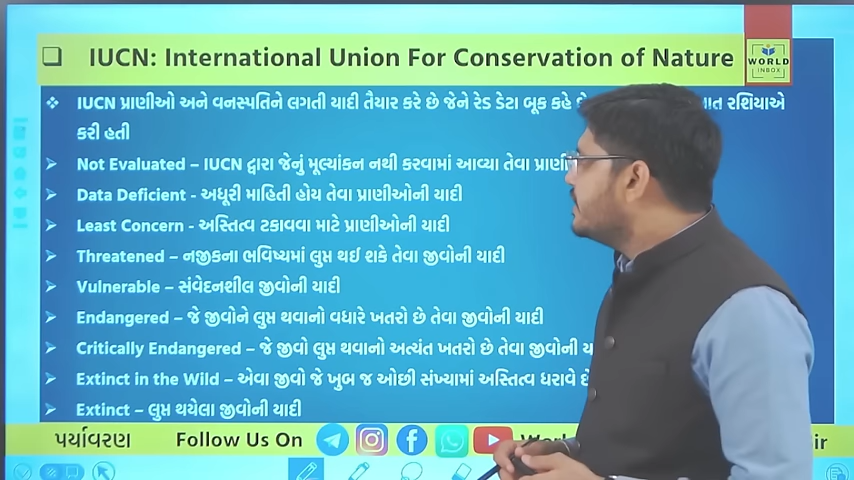 IUCN: International Union For Conservation of Nature
WORLD
INBOX
IUCN પ્રાણીઓ અને વનસ્પતિને લગતી યાદી તૈયાર કરે છે જેને રેડ ડેટા બૂક કહે રશિયાએ
કરી હતી
Not Evaluated – IUCN દ્વારા જેનું મૂલ્યાંકન નથી કરવામાં આવ્યા તેવા
Data Deficient - અધૂરી માહિતી હોય તેવા પ્રાણીઓની યાદી
Least Concern - અસ્તિત્વ ટકાવવા માટે પ્રાણીઓની યાદી
Threatened – નજીકના ભવિષ્યમાં લુપ્ત થઈ શકે તેવા જીવોની યાદી
Vulnerable – સંવેદનશીલ જીવોની યાદી
Endangered – જે જીવોને લુપ્ત થવાનો વધારે ખતરો છે તેવા જીવોની યાદી
Critically Endangered – જે જીવો લુપ્ત થવાનો અત્યંત ખતરો છે તેવા જીવોની
Extinct in the Wild – એવા જીવો જે ખુબ જ ઓછી સંખ્યામાં અસ્તિત્વ ધરાવે
Extinct – લુપ્ત થયેલા જીવોની યાદી
પર્યાવરણ Follow Us On